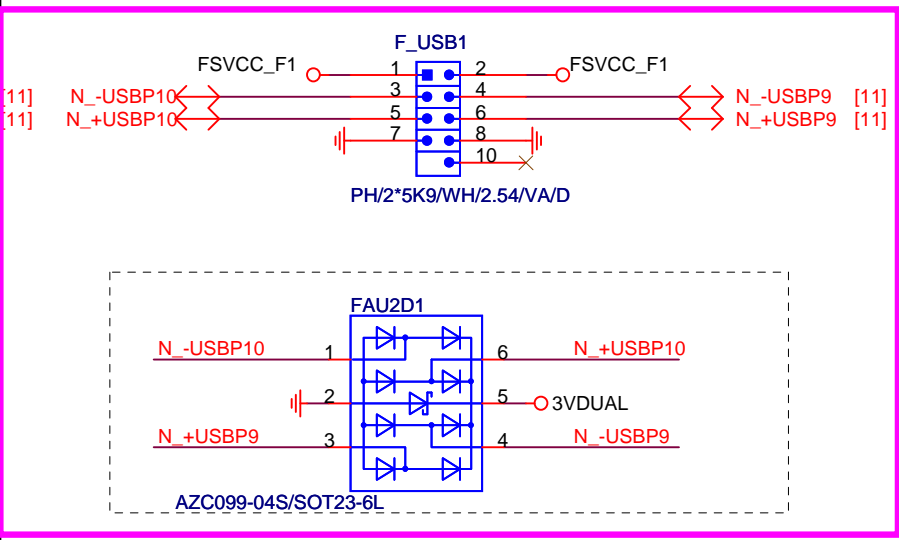 F_USB1
FSVCC_F1 1 2 FSVCC_F1
11] N_-USBP10 3 4 N_-USBP9 [11]
11] N_+USBP10 5 6 N_+USBP9 [11]
7 8
10
PH/2*5K9/WH/2.54/VA/D
FAU2D1
N_-USBP10 1 6 N_+USBP10
2 5 3VDUAL
N_+USBP9 3 4 N_-USBP9
AZC099-04S/SOT23-6L